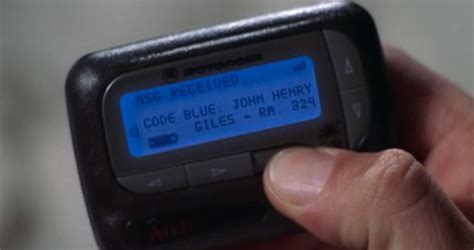 MSG RECEIVED...
CODE BLUE: JOHN HENRY
GILES - RM. 324